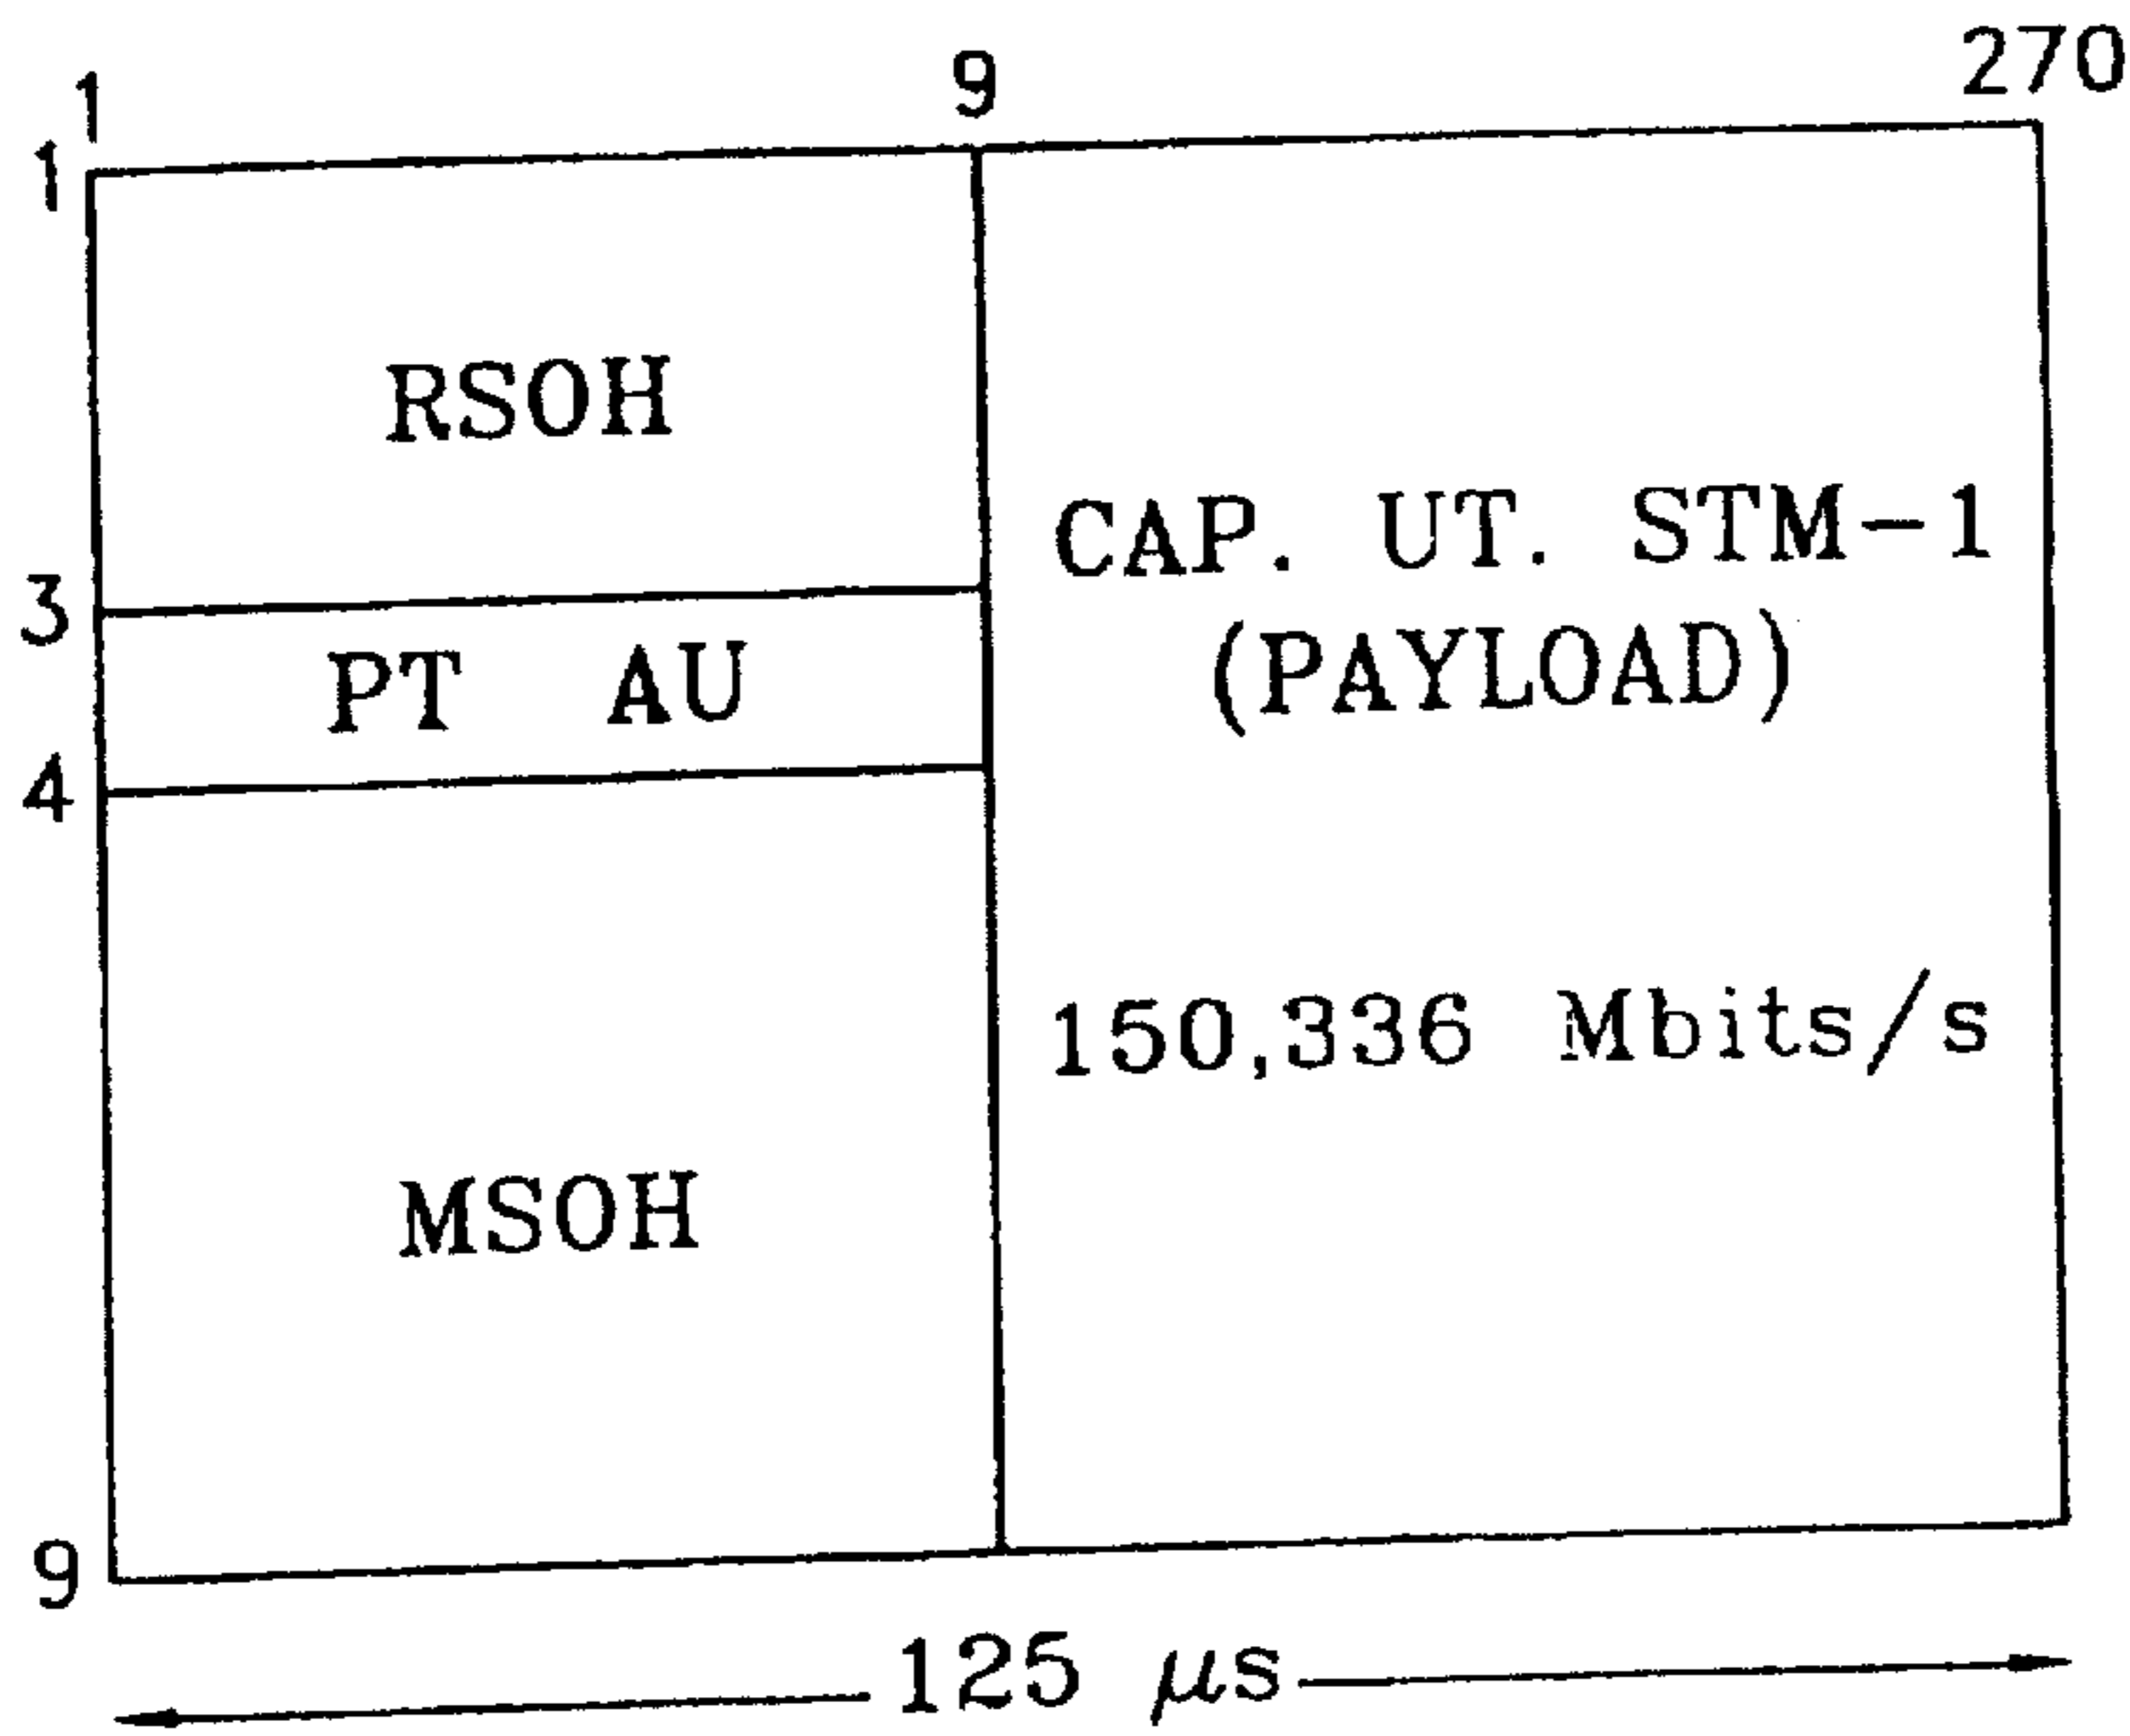 1 9 270
1
RSOH
CAP. UT. STM-1
3
PT AU
(PAYLOAD)
4
150,336 Mbits/s
MSOH
9
125 μs